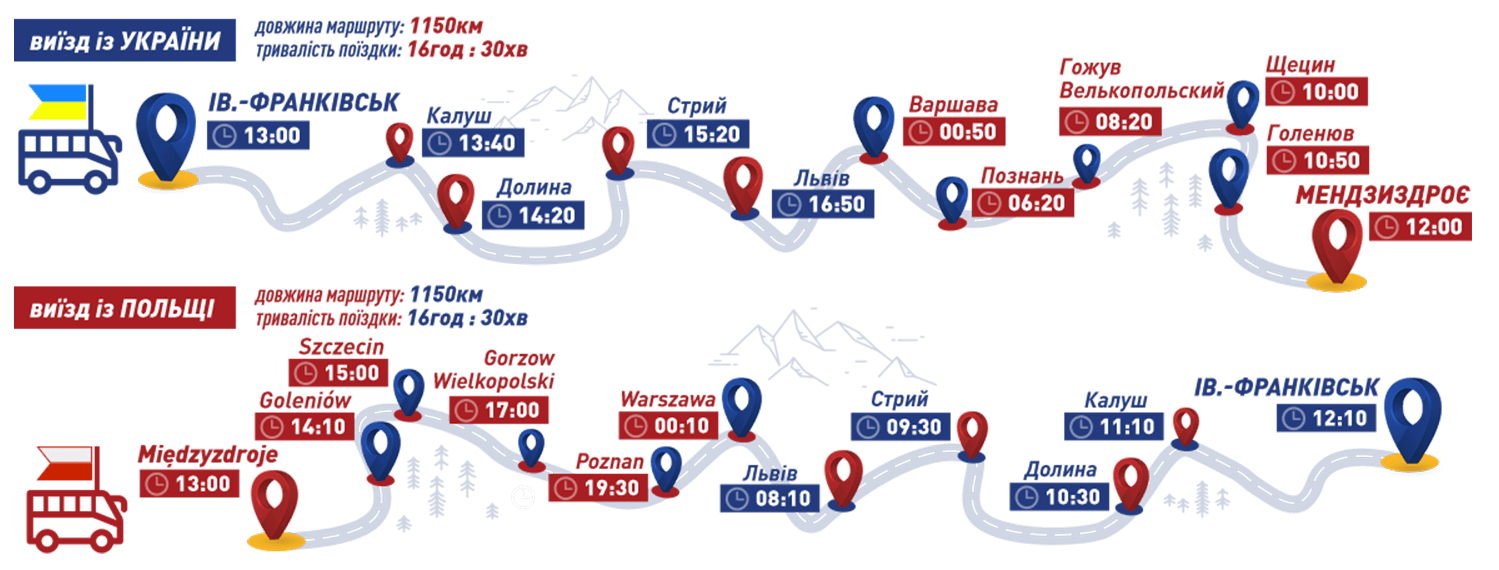 виїзд із УКРАЇНИ
довжина маршруту: 1150км
тривалість поїздки: 16год : 30хв
ІВ.-ФРАНКІВСЬК
13:00
Калуш
13:40
Долина
14:20
Стрий
15:20
Львів
16:50
Варшава
00:50
Познань
06:20
Гожув
Велькопольский
08:20
Щецин
10:00
Голенюв
10:50
МЕНДЗИЗДРОЄ
12:00
виїзд із ПОЛЬЩІ
довжина маршруту: 1150км
тривалість поїздки: 16год : 30хв
Międzyzdroje
13:00
Goleniów
14:10
Szczecin
15:00
Gorzow
Wielkopolski
17:00
Poznan
19:30
Warszawa
00:10
Львів
08:10
Стрий
09:30
Долина
10:30
Калуш
11:10
ІВ.-ФРАНКІВСЬК
12:10